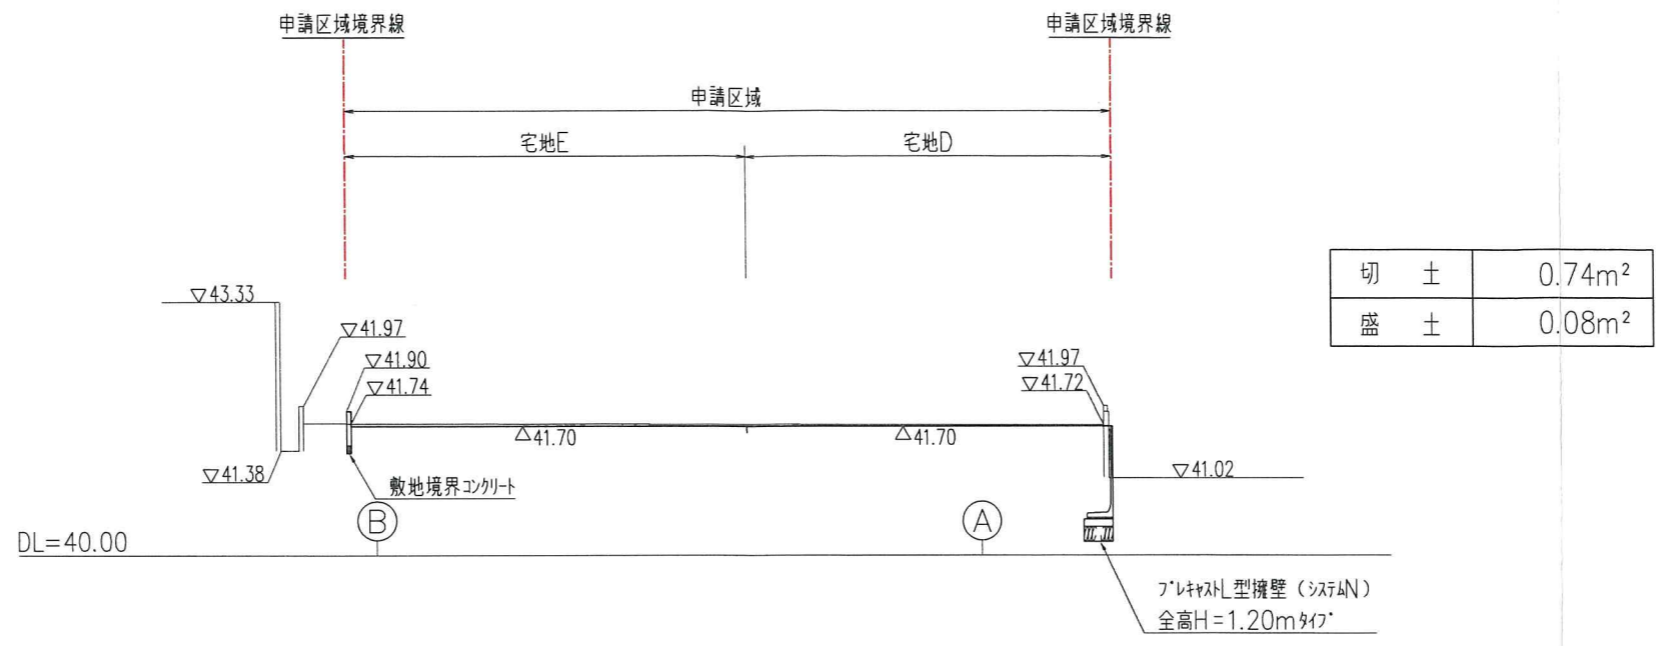 申請区域境界線
申請区域境界線
申請区域
宅地E
宅地D
切 土 0.74m²
盛 土 0.08m²
▽43.33
▽41.97
▽41.90
▽41.74
▽41.97
▽41.72
△41.70
△41.70
▽41.38
▽41.02
敷地境界コンクリート
B
A
DL=40.00
プレキャストL型擁壁(システムN)
全高H=1.20mタイプ